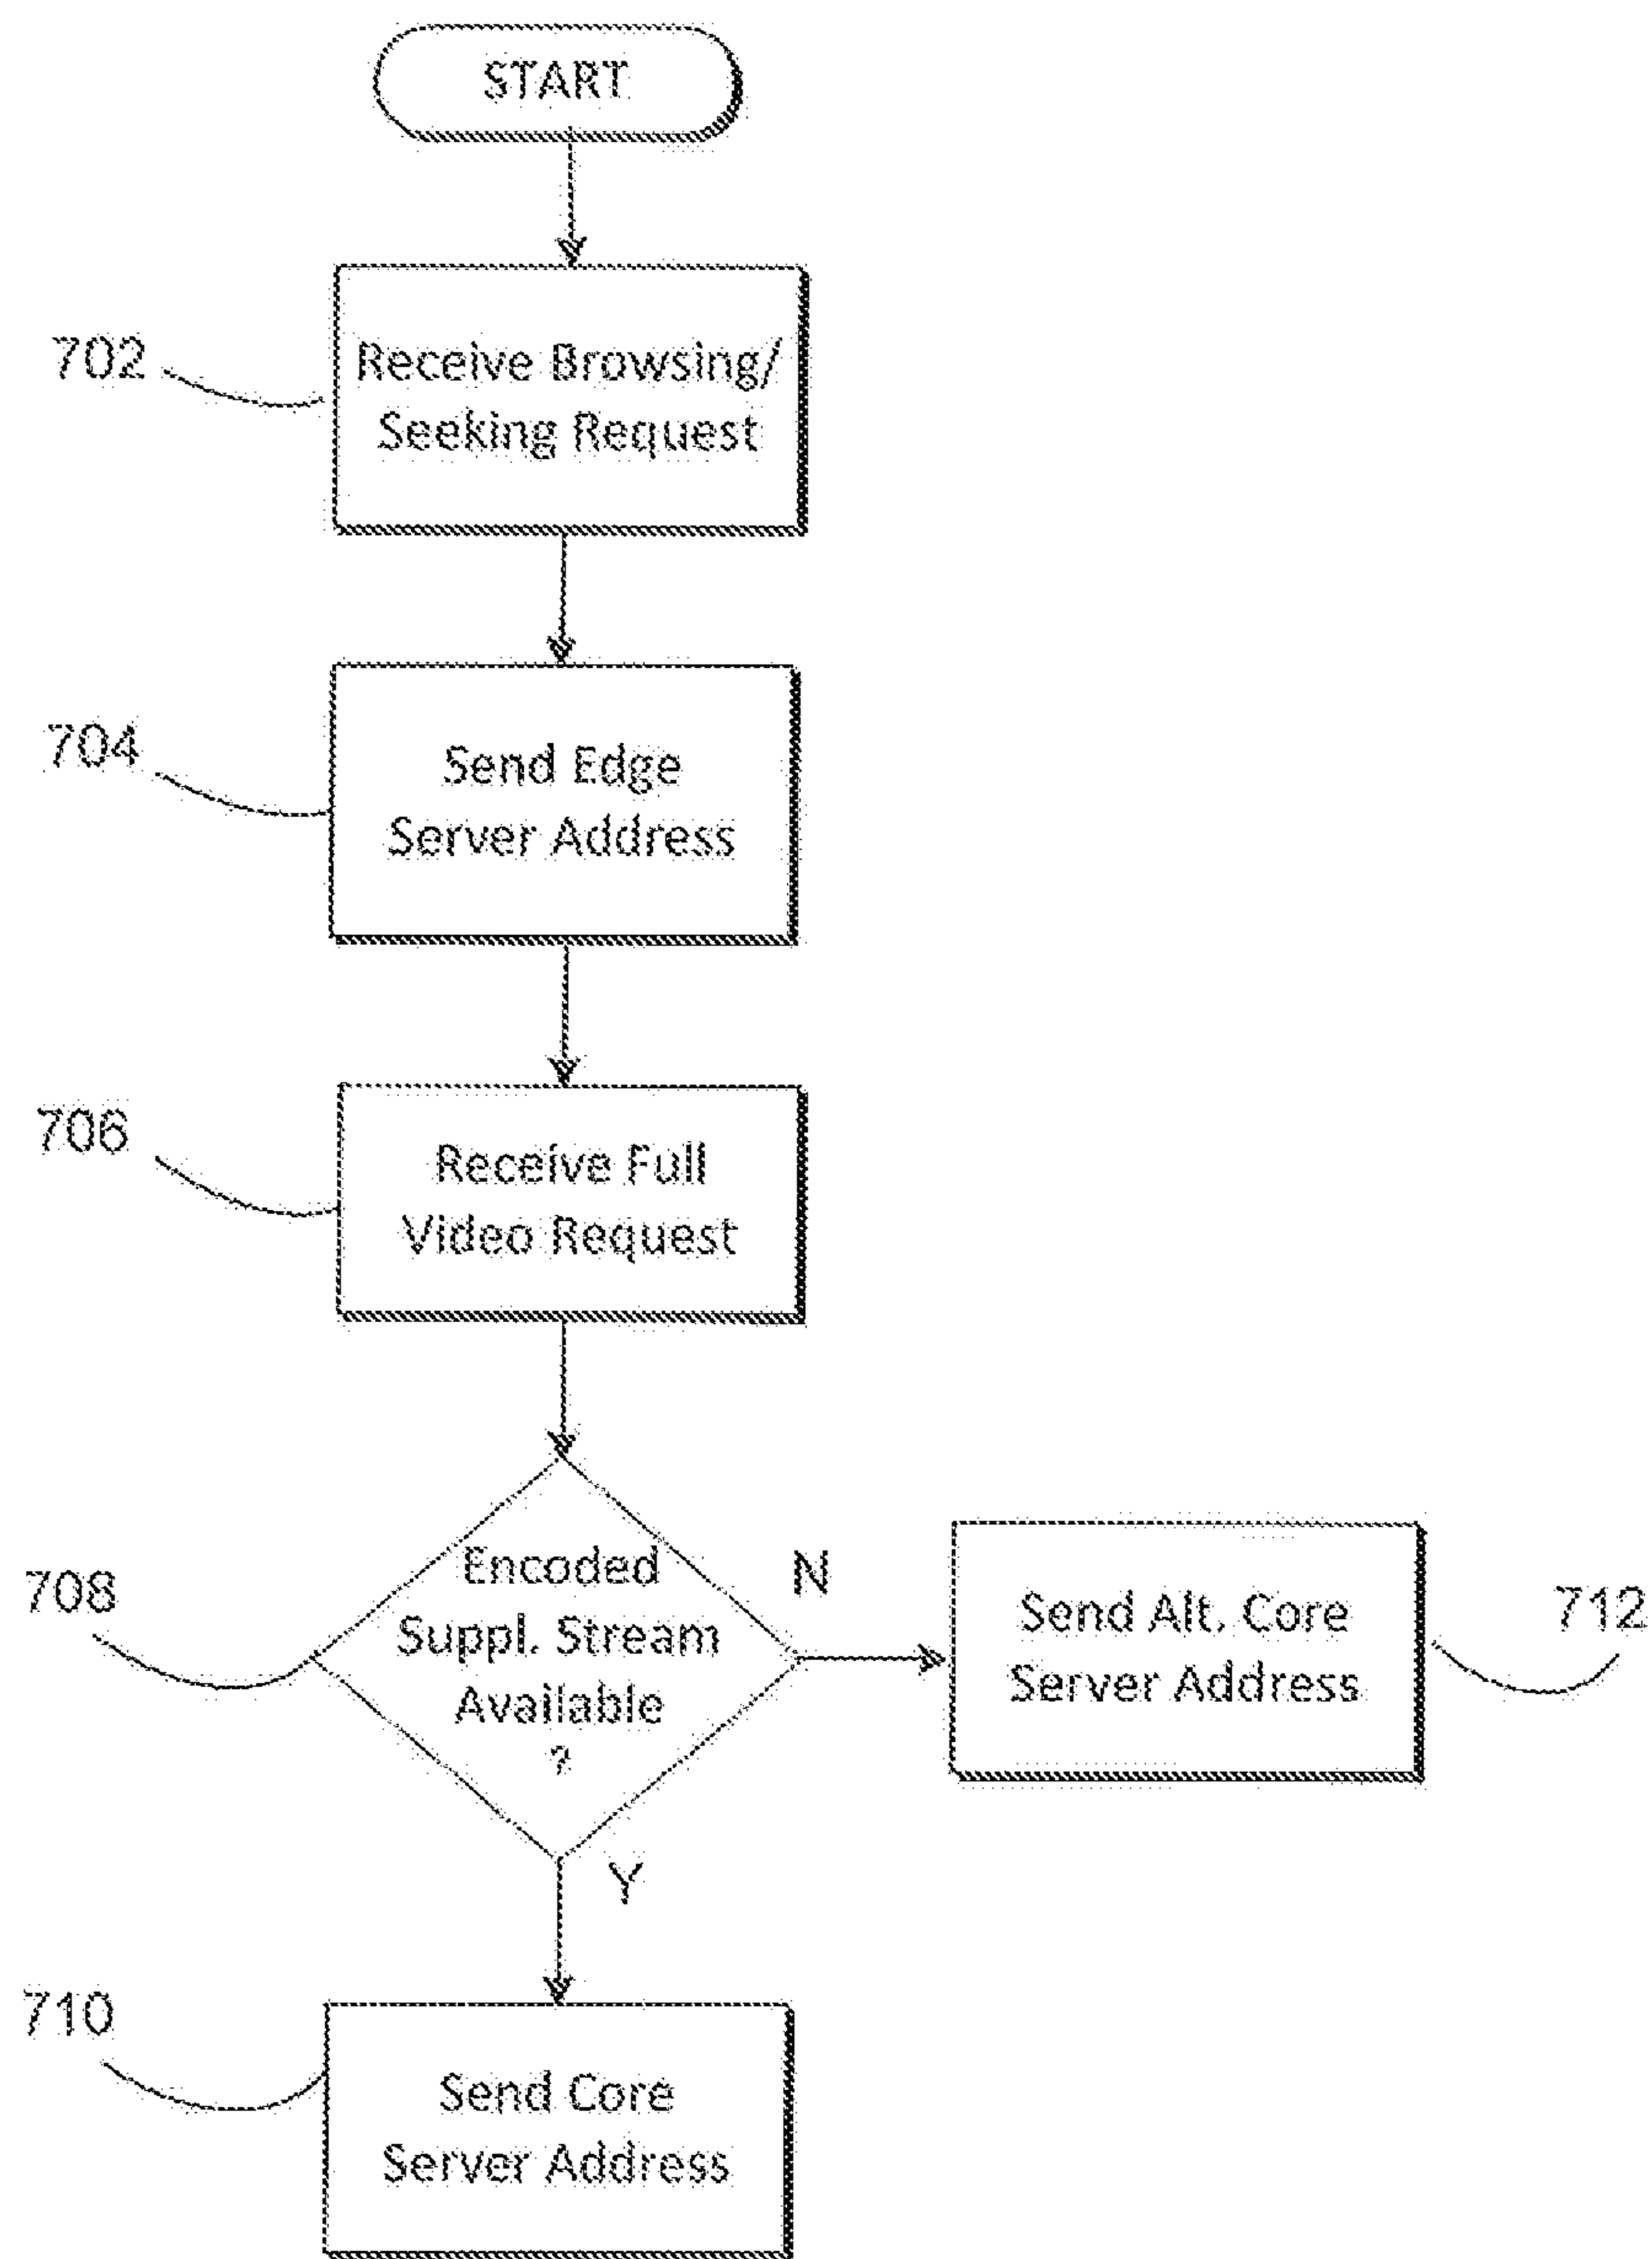 START
702
Receive Browsing/
Seeking Request
704
Send Edge
Server Address
706
Receive Full
Video Request
708
Encoded
Suppl. Stream
Available
?
N
Send Alt. Core
Server Address
712
Y
710
Send Core
Server Address